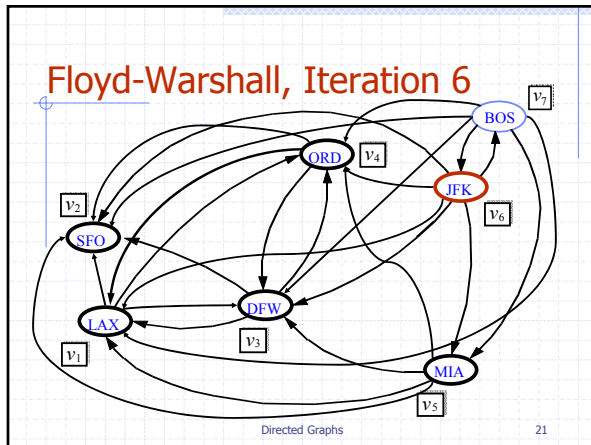 Floyd-Warshall, Iteration 6
BOS
v7
ORD
v4
JFK
v2
v6
SFO
DFW
LAX
v3
v1
MIA
v5
Directed Graphs
21